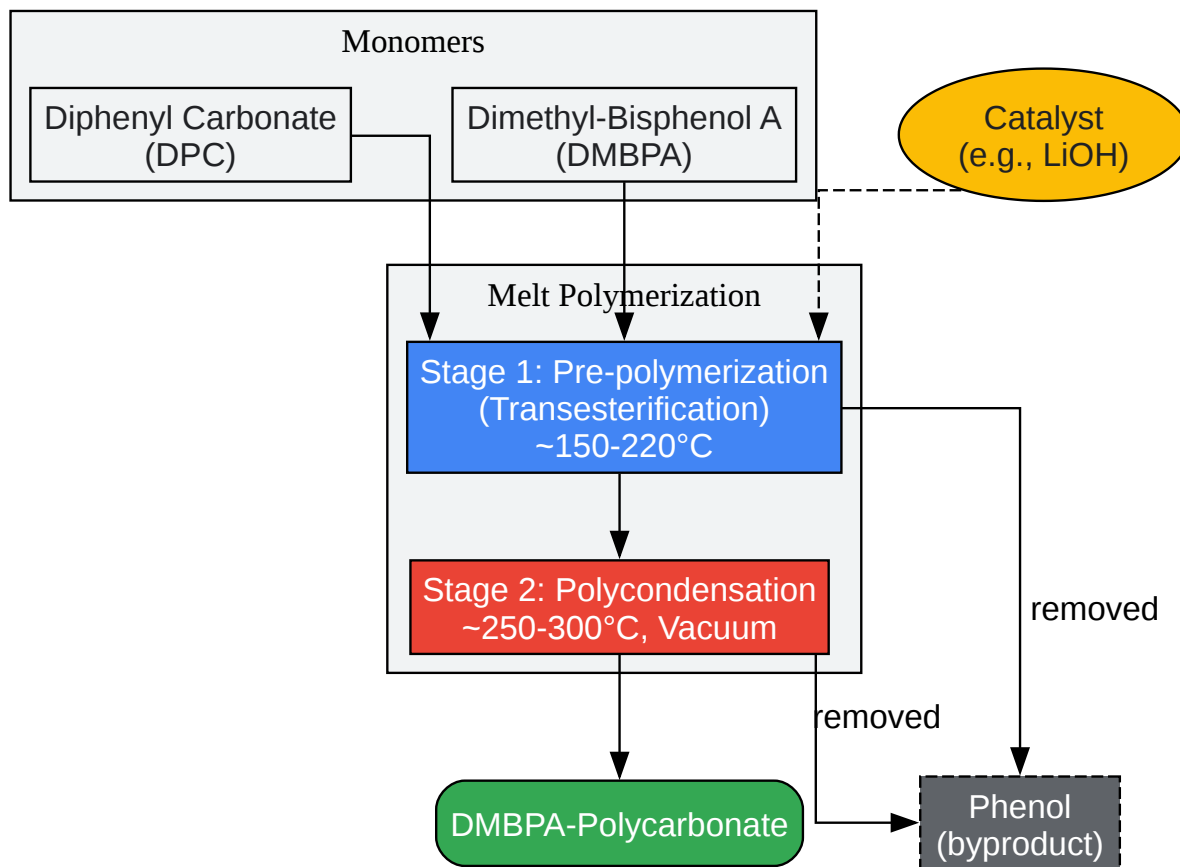 Monomers
Diphenyl Carbonate
(DPC)
Dimethyl-Bisphenol A
(DMBPA)
Catalyst
(e.g., LiOH)
Melt Polymerization
Stage 1: Pre-polymerization
(Transesterification)
~150-220°C
Stage 2: Polycondensation
~250-300°C, Vacuum
removed
removed
DMBPA-Polycarbonate
Phenol
(byproduct)